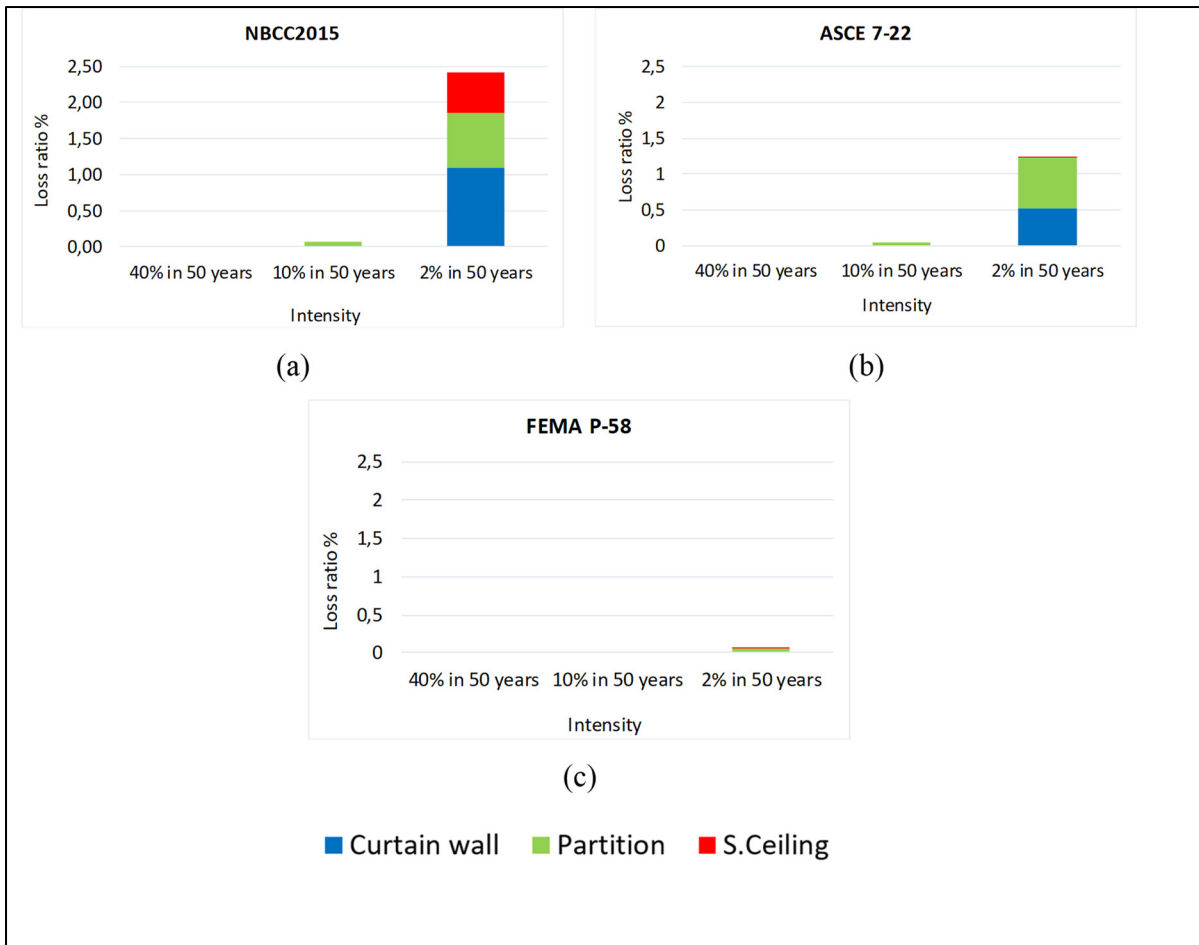 NBCC2015
2,50
2,00
1,50
1,00
0,50
0,00
Loss ratio %
40% in 50 years 10% in 50 years 2% in 50 years
Intensity
(a)
ASCE 7-22
2,5
2
1,5
1
0,5
0
Loss ratio %
40% in 50 years 10% in 50 years 2% in 50 years
Intensity
(b)
FEMA P-58
2,5
2
1,5
1
0,5
0
Loss ratio %
40% in 50 years 10% in 50 years 2% in 50 years
Intensity
(c)
Curtain wall Partition S.Ceiling